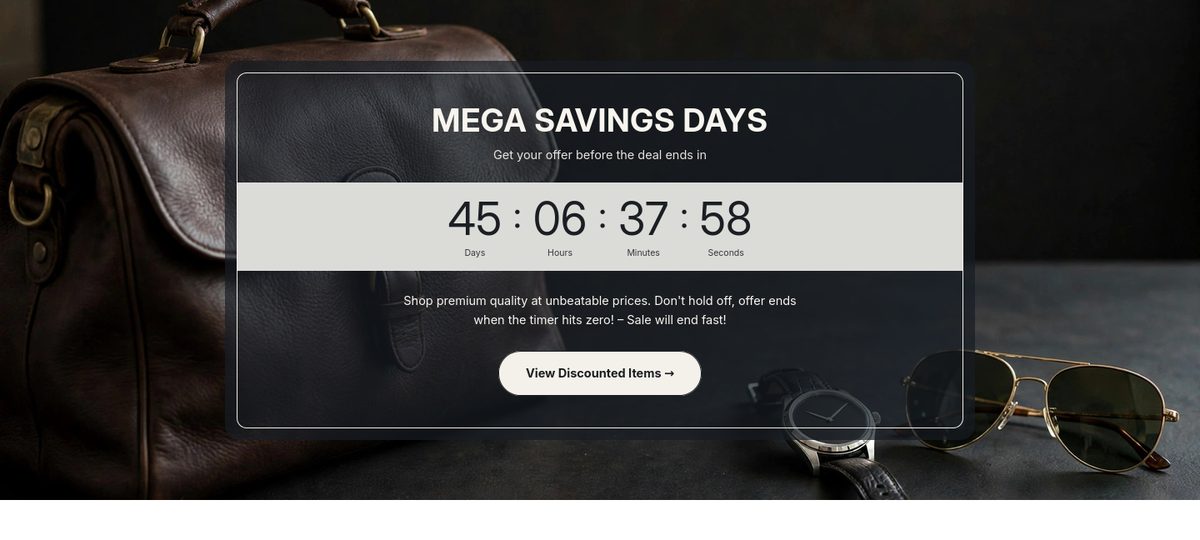 MEGA SAVINGS DAYS
Get your offer before the deal ends in
45 : 06 : 37 : 58
Days Hours Minutes Seconds
Shop premium quality at unbeatable prices. Don't hold off, offer ends
when the timer hits zero! – Sale will end fast!
View Discounted Items →